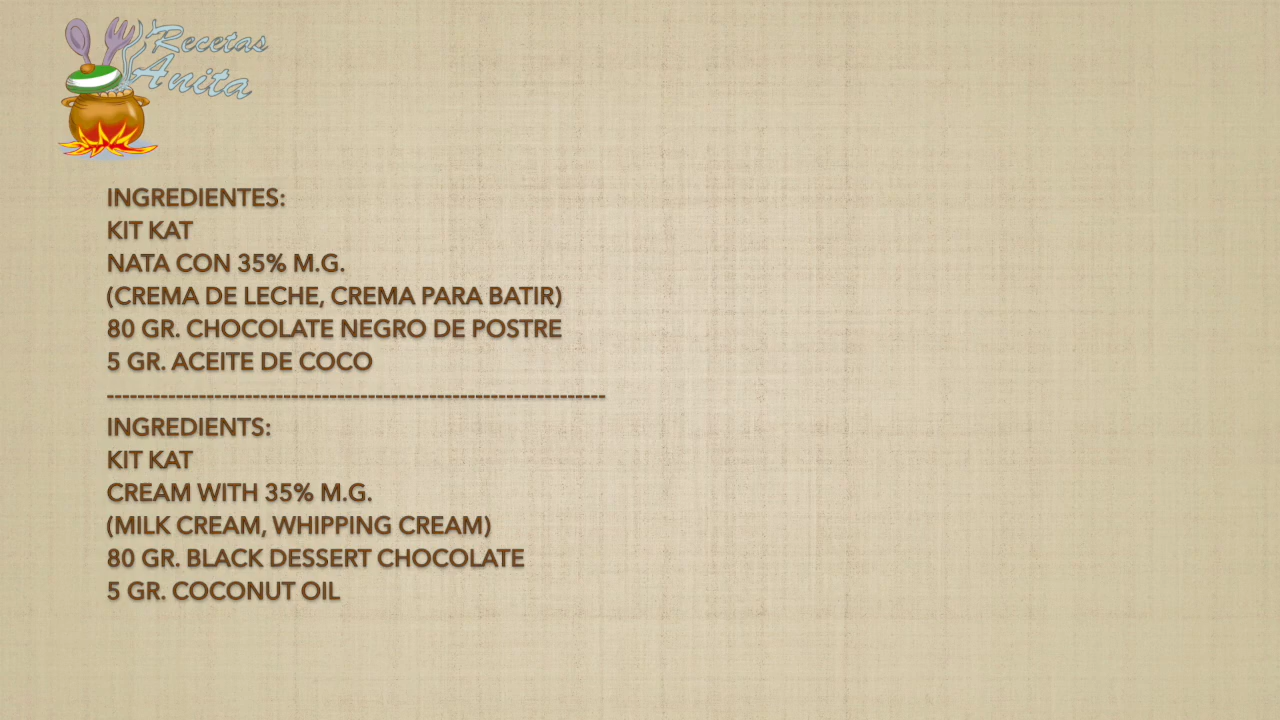 Recetas
Anita
INGREDIENTES:
KIT KAT
NATA CON 35% M.G.
(CREMA DE LECHE, CREMA PARA BATIR)
80 GR. CHOCOLATE NEGRO DE POSTRE
5 GR. ACEITE DE COCO
-----------------------------------------------------------------
INGREDIENTS:
KIT KAT
CREAM WITH 35% M.G.
(MILK CREAM, WHIPPING CREAM)
80 GR. BLACK DESSERT CHOCOLATE
5 GR. COCONUT OIL